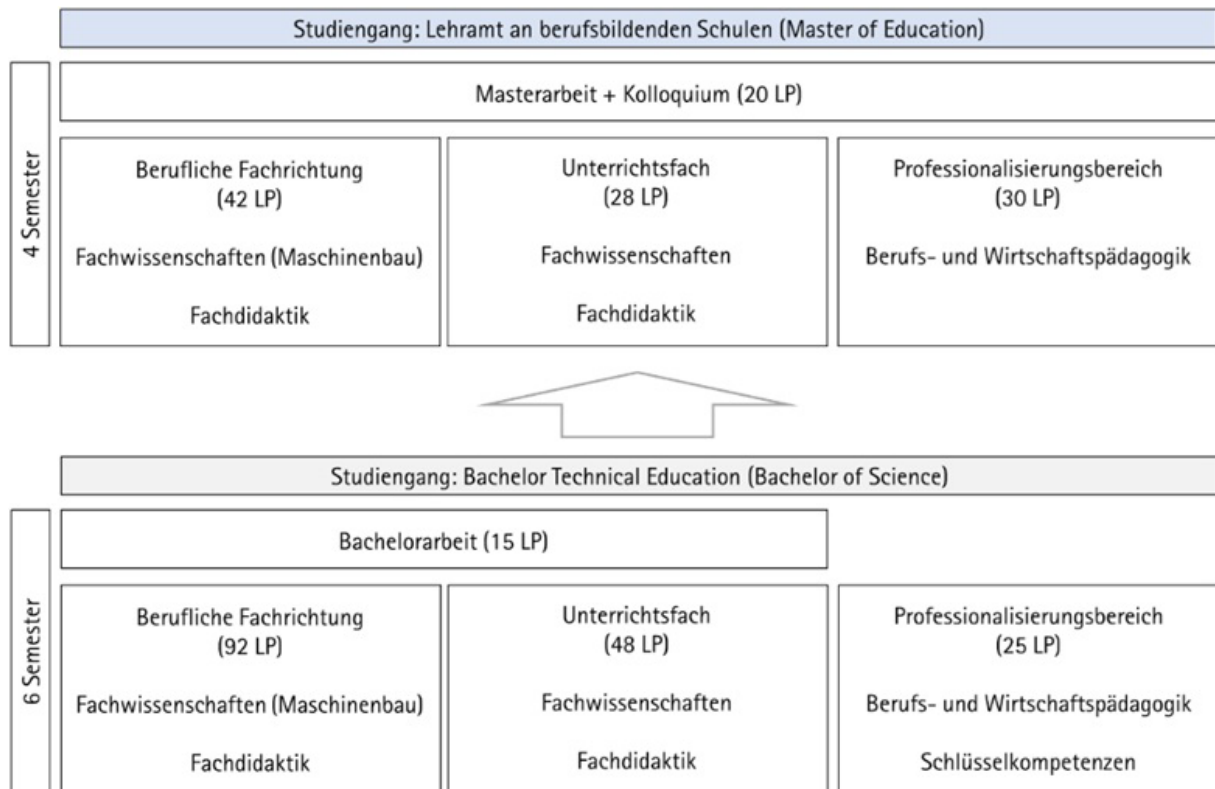 Studiengang: Lehramt an berufsbildenden Schulen (Master of Education)
4 Semester
Masterarbeit + Kolloquium (20 LP)
Berufliche Fachrichtung
(42 LP)
Fachwissenschaften (Maschinenbau)
Fachdidaktik
Unterrichtsfach
(28 LP)
Fachwissenschaften
Fachdidaktik
Professionalisierungsbereich
(30 LP)
Berufs- und Wirtschaftspädagogik
Studiengang: Bachelor Technical Education (Bachelor of Science)
6 Semester
Bachelorarbeit (15 LP)
Berufliche Fachrichtung
(92 LP)
Fachwissenschaften (Maschinenbau)
Fachdidaktik
Unterrichtsfach
(48 LP)
Fachwissenschaften
Fachdidaktik
Professionalisierungsbereich
(25 LP)
Berufs- und Wirtschaftspädagogik
Schlüsselkompetenzen